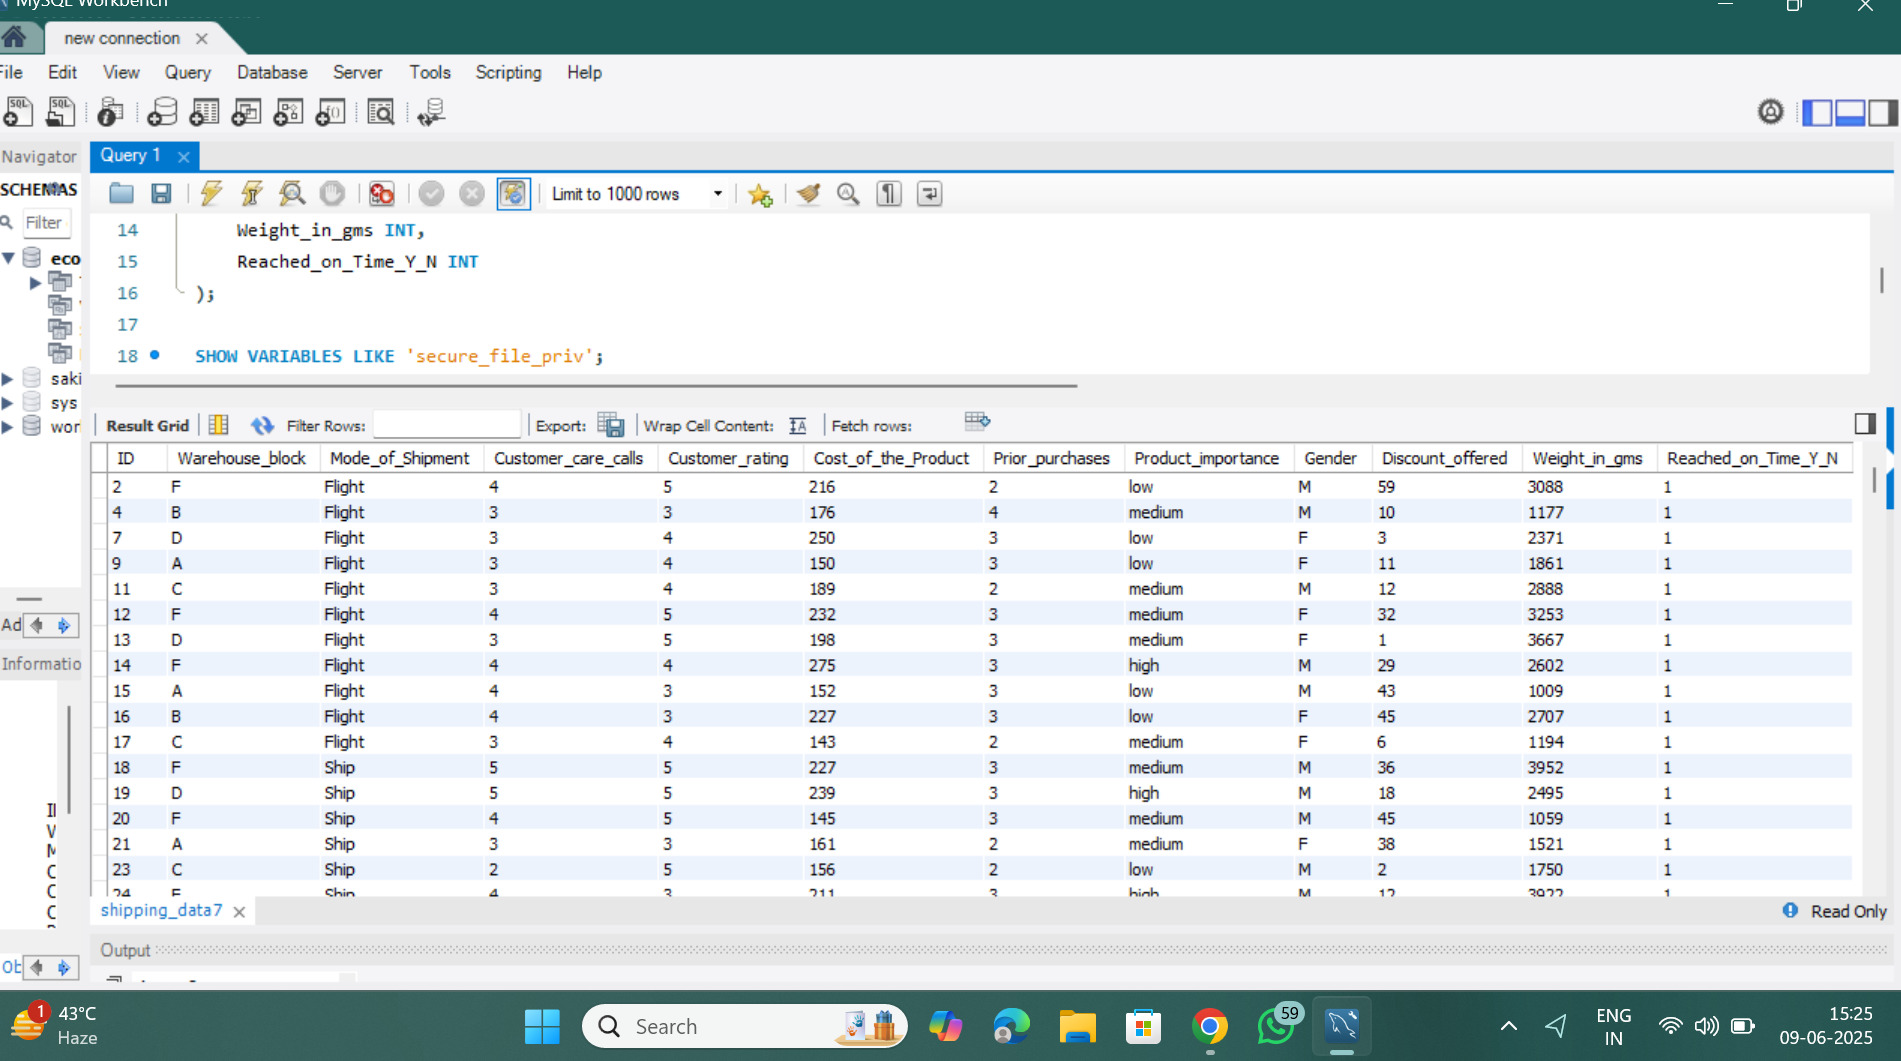 MySQL Workbench
new connection
File Edit View Query Database Server Tools Scripting Help
Navigator
Query 1
SCHEMAS
Limit to 1000 rows
Filter
eco
saki
sys
wor
14 Weight_in_gms INT,
15 Reached_on_Time_Y_N INT
16 );
17
18 SHOW VARIABLES LIKE 'secure_file_priv';
Result Grid Filter Rows: Export: Wrap Cell Content: Fetch rows:
ID Warehouse_block Mode_of_Shipment Customer_care_calls Customer_rating Cost_of_the_Product Prior_purchases Product_importance Gender Discount_offered Weight_in_gms Reached_on_Time_Y_N
2 F Flight 4 5 216 2 low M 59 3088 1
4 B Flight 3 3 176 4 medium M 10 1177 1
7 D Flight 3 4 250 3 low F 3 2371 1
9 A Flight 3 4 150 3 low F 11 1861 1
11 C Flight 3 4 189 2 medium M 12 2888 1
12 F Flight 4 5 232 3 medium F 32 3253 1
13 D Flight 3 5 198 3 medium F 1 3667 1
14 F Flight 4 4 275 3 high M 29 2602 1
15 A Flight 4 3 152 3 low M 43 1009 1
16 B Flight 4 3 227 3 low F 45 2707 1
17 C Flight 3 4 143 2 medium F 6 1194 1
18 F Ship 5 5 227 3 medium M 36 3952 1
19 D Ship 5 5 239 3 high M 18 2495 1
20 F Ship 4 5 145 3 medium M 45 1059 1
21 A Ship 3 3 161 2 medium F 38 1521 1
23 C Ship 2 5 156 2 low M 2 1750 1
24 F Ship 4 3 211 3 high M 12 3922 1
Ad
Informatio
Ob
shipping_data7
Read Only
Output
1
43°C
Haze
Search
59
ENG
IN
15:25
09-06-2025